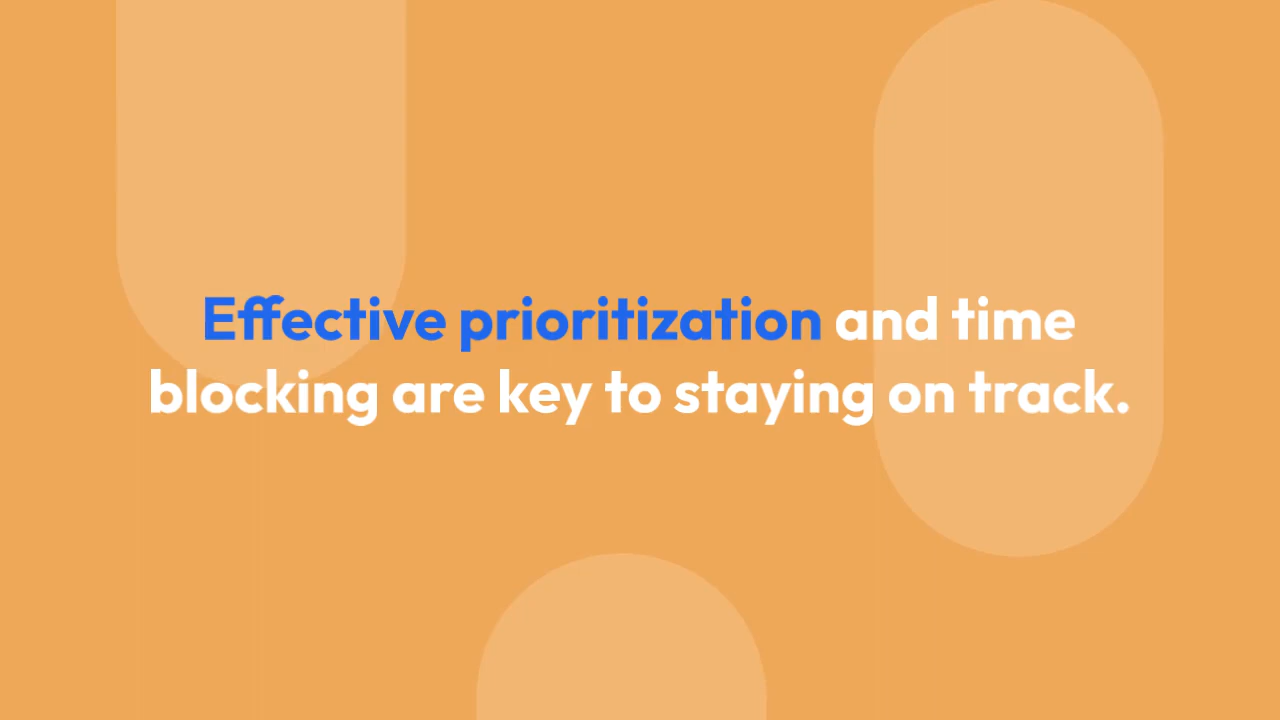 Effective prioritization and time
blocking are key to staying on track.